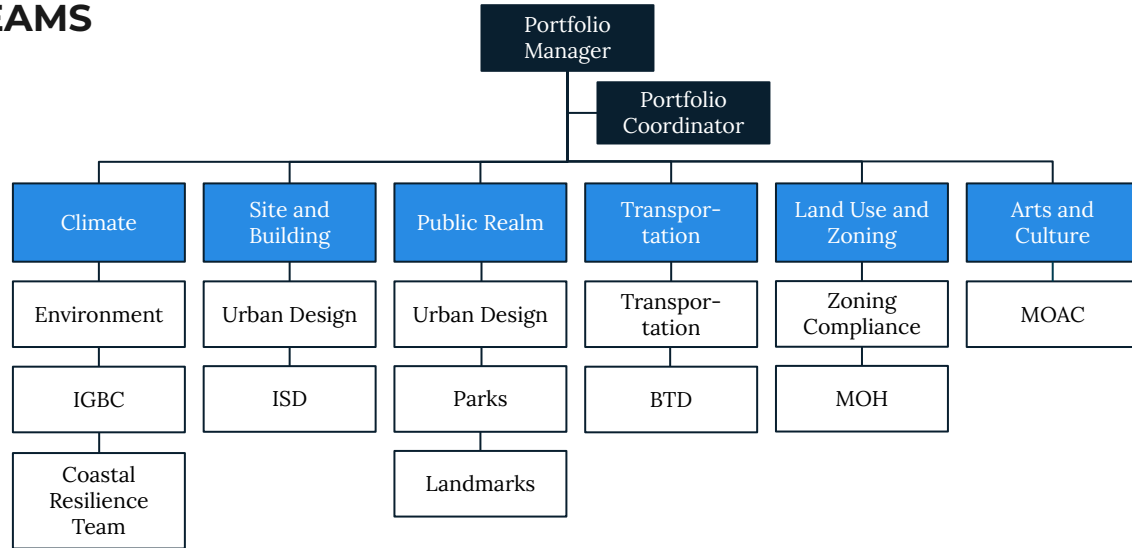 EAMS
Portfolio
Manager
Portfolio
Coordinator
Climate
Site and
Building
Public Realm
Transpor-
tation
Land Use and
Zoning
Arts and
Culture
Environment
Urban Design
Urban Design
Transpor-
tation
Zoning
Compliance
MOAC
IGBC
ISD
Parks
BTD
MOH
Coastal
Resilience
Team
Landmarks